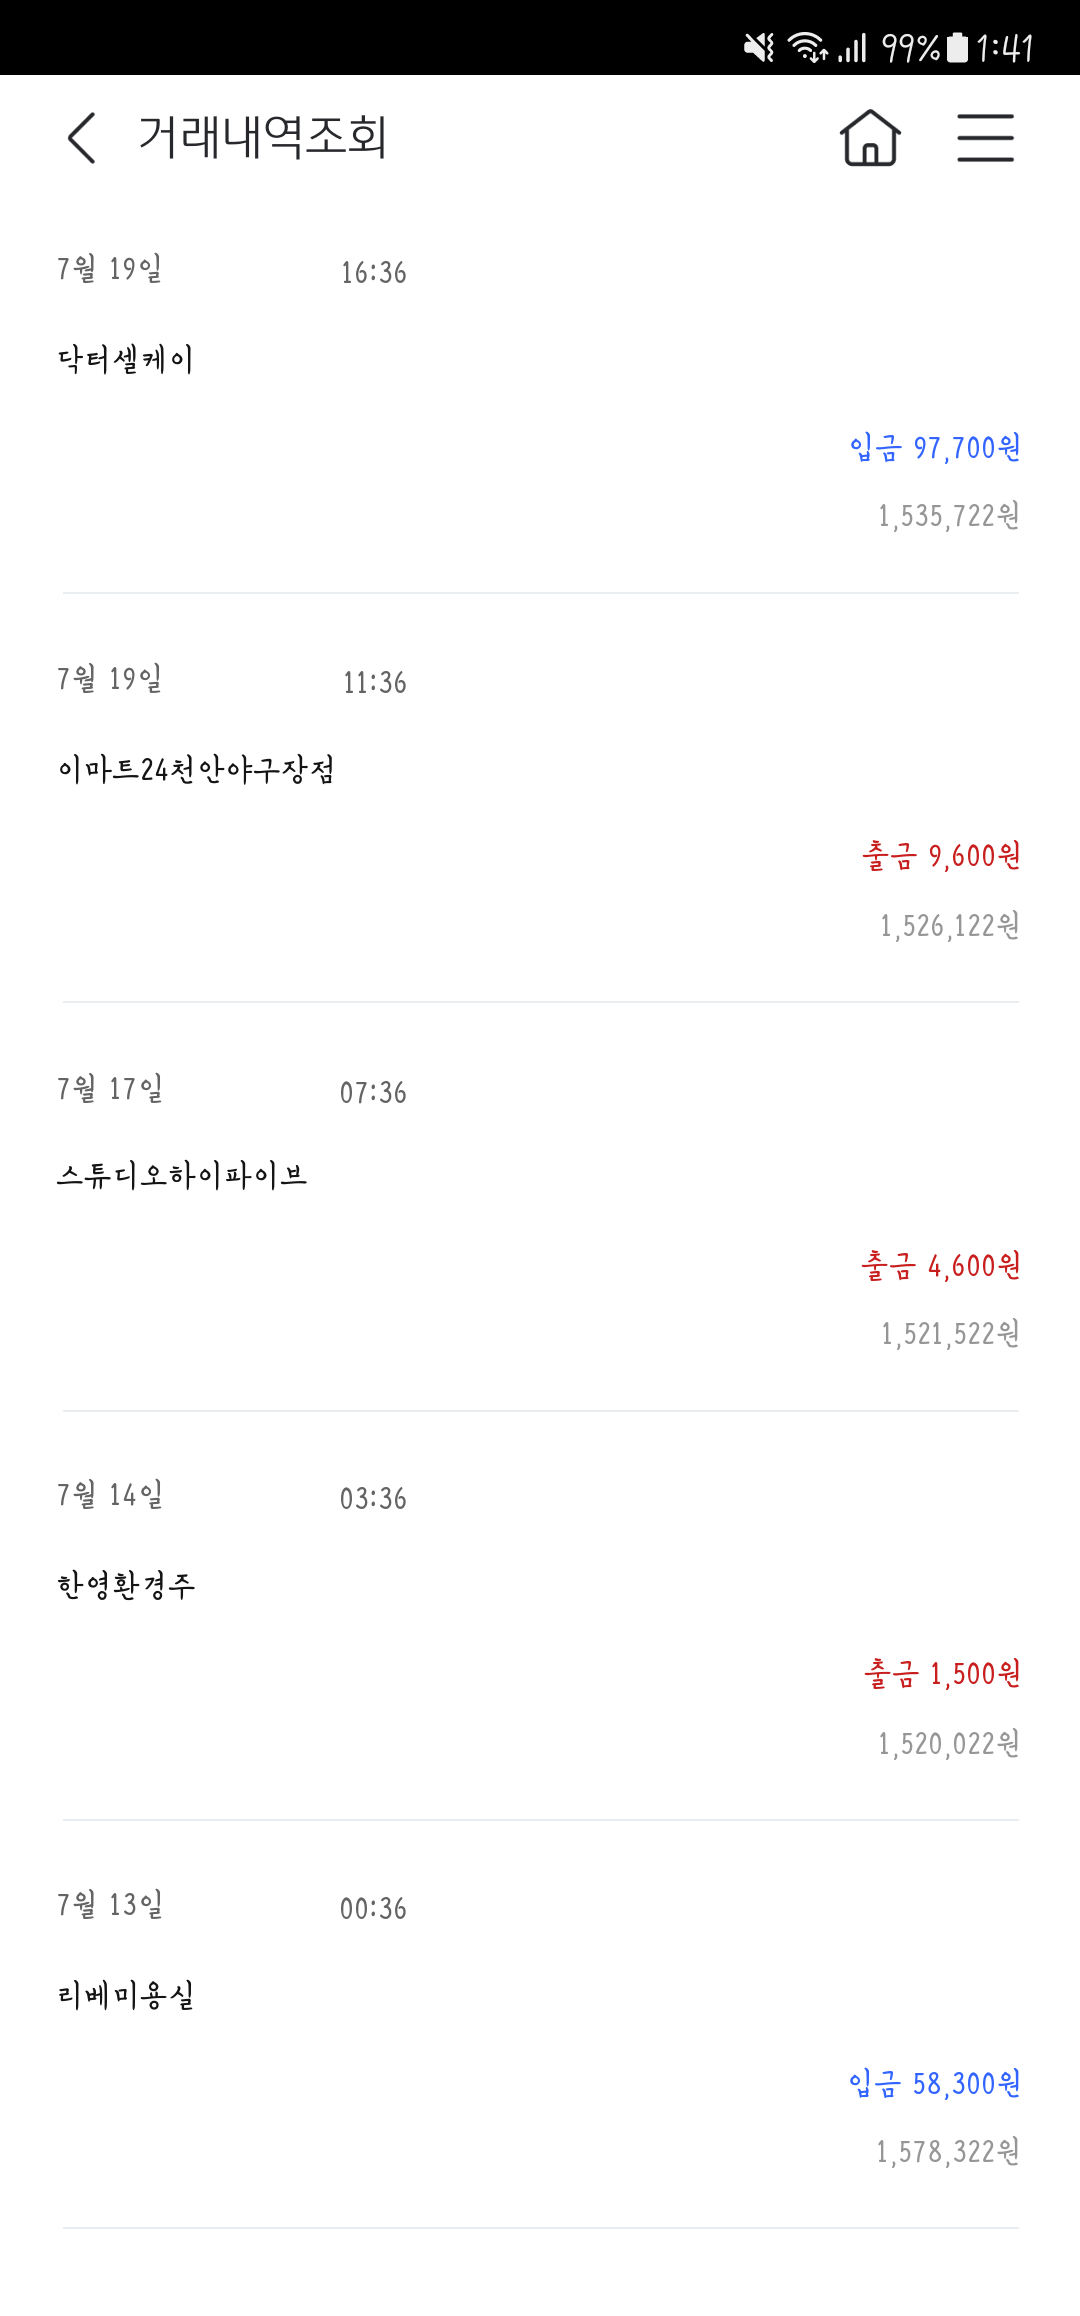 99% 1:41
거래내역조회
7월 19일 16:36
닥터셀케이
입금 97,700원
1,535,722원
7월 19일 11:36
이마트24천안야구장점
출금 9,600원
1,526,122원
7월 17일 07:36
스튜디오하이파이브
출금 4,600원
1,521,522원
7월 14일 03:36
한영환경주
출금 1,500원
1,520,022원
7월 13일 00:36
리베미용실
입금 58,300원
1,578,322원